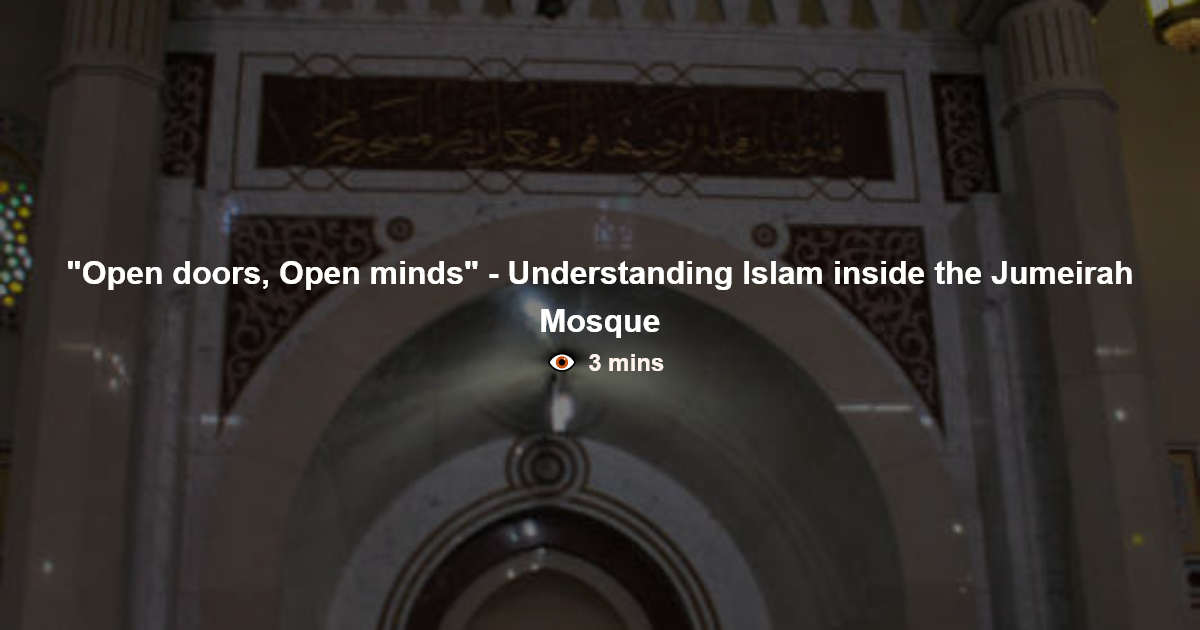 "Open doors, Open minds" - Understanding Islam inside the Jumeirah
Mosque
3 mins